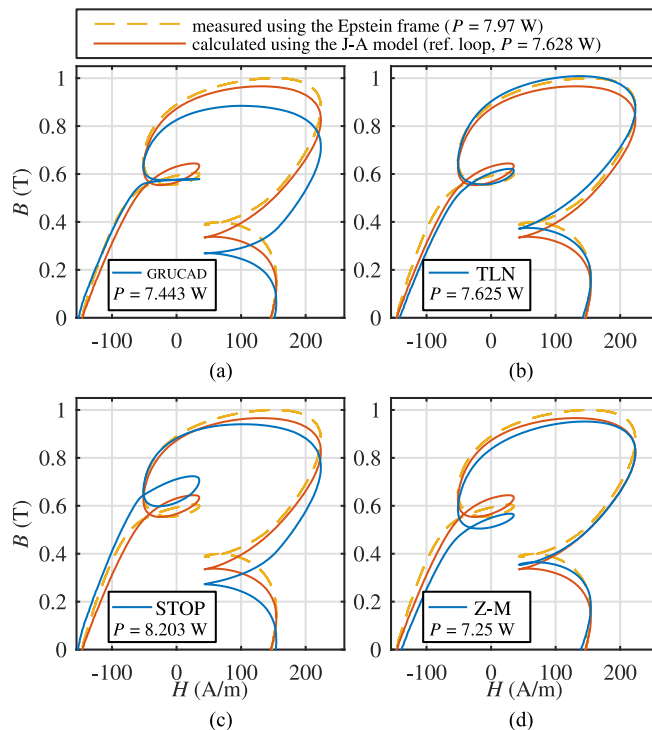 measured using the Epstein frame (P = 7.97 W)
calculated using the J-A model (ref. loop, P = 7.628 W)
B (T)
1
0.8
0.6
0.4
0.2
0
GRUCAD
P = 7.443 W
-100 0 100 200
(a)
1
0.8
0.6
0.4
0.2
0
TLN
P = 7.625 W
-100 0 100 200
(b)
B (T)
1
0.8
0.6
0.4
0.2
0
STOP
P = 8.203 W
-100 0 100 200
H (A/m)
(c)
1
0.8
0.6
0.4
0.2
0
Z-M
P = 7.25 W
-100 0 100 200
H (A/m)
(d)